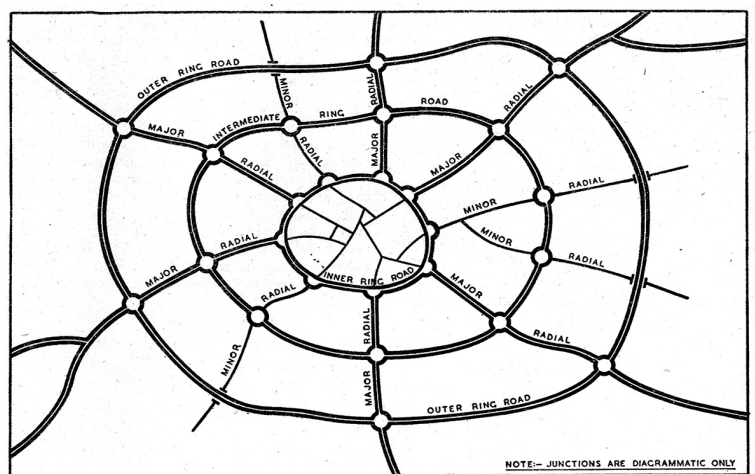 OUTER RING ROAD
MINOR
RADIAL
RADIAL
INTERMEDIATE RING ROAD
MAJOR
RADIAL
RADIAL
MAJOR
MAJOR
RADIAL
MINOR
RADIAL
MINOR
RADIAL
RADIAL
MAJOR
INNER RING ROAD
MAJOR
RADIAL
RADIAL
RADIAL
MINOR
MAJOR
OUTER RING ROAD
NOTE:- JUNCTIONS ARE DIAGRAMMATIC ONLY